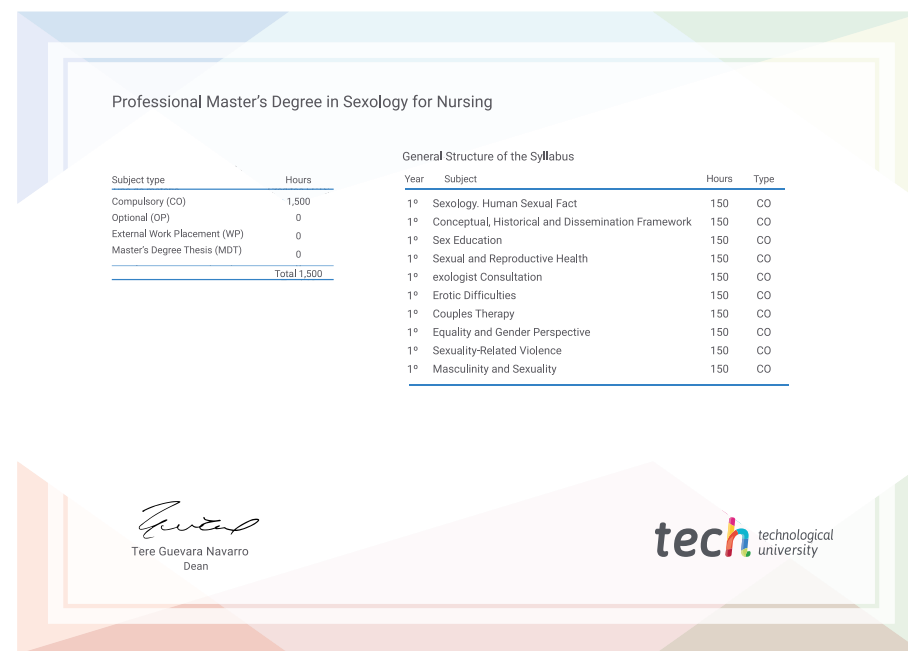 Professional Master's Degree in Sexology for Nursing
Subject type Hours
Compulsory (CO) 1,500
Optional (OP) 0
External Work Placement (WP) 0
Master's Degree Thesis (MDT) 0
Total 1,500
General Structure of the Syllabus
Year Subject Hours Type
1º Sexology. Human Sexual Fact 150 CO
1º Conceptual, Historical and Dissemination Framework 150 CO
1º Sex Education 150 CO
1º Sexual and Reproductive Health 150 CO
1º exologist Consultation 150 CO
1º Erotic Difficulties 150 CO
1º Couples Therapy 150 CO
1º Equality and Gender Perspective 150 CO
1º Sexuality-Related Violence 150 CO
1º Masculinity and Sexuality 150 CO
Tere Guevara Navarro
Dean
tech technological
university